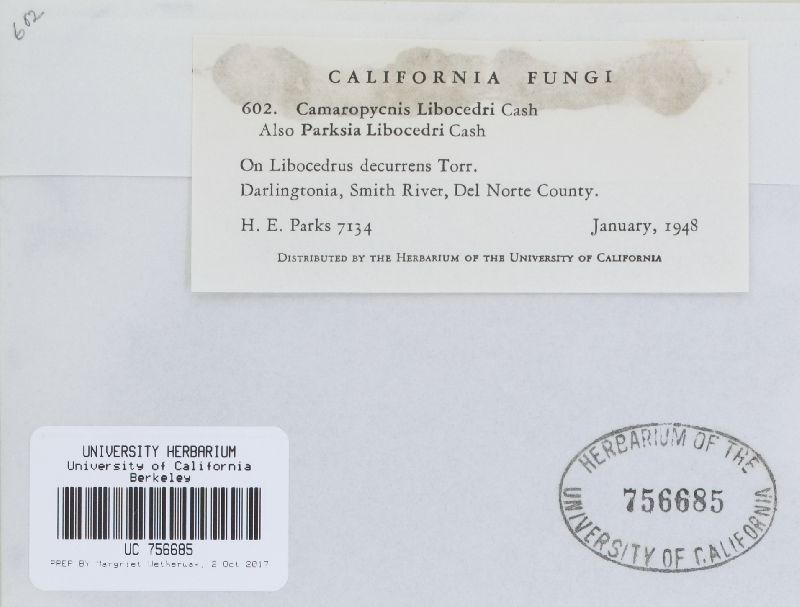 602
CALIFORNIA FUNGI
602. Camaropycnis Libocedri Cash
Also Parksia Libocedri Cash
On Libocedrus decurrens Torr.
Darlingtonia, Smith River, Del Norte County.
H. E. Parks 7134 January, 1948
DISTRIBUTED BY THE HERBARIUM OF THE UNIVERSITY OF CALIFORNIA
UNIVERSITY HERBARIUM
University of California
Berkeley
UC 756685
PREP BY Margriet Wetherwax, 2 Oct 2017
HERBARIUM OF THE
756685
UNIVERSITY OF CALIFORNIA